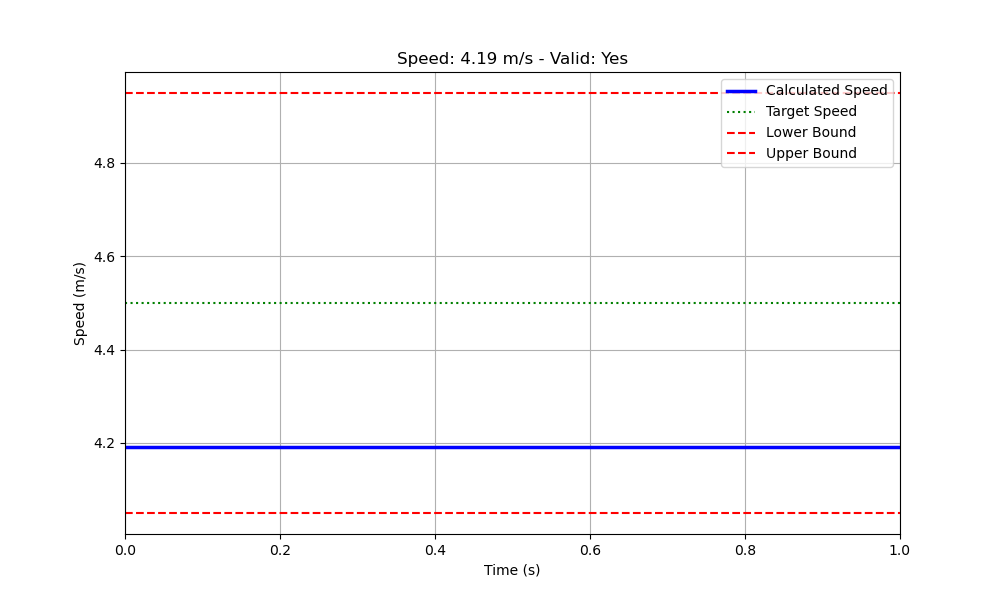 Speed: 4.19 m/s - Valid: Yes
Calculated Speed
Target Speed
Lower Bound
Upper Bound
4.8
4.6
4.4
4.2
Speed (m/s)
0.0 0.2 0.4 0.6 0.8 1.0
Time (s)